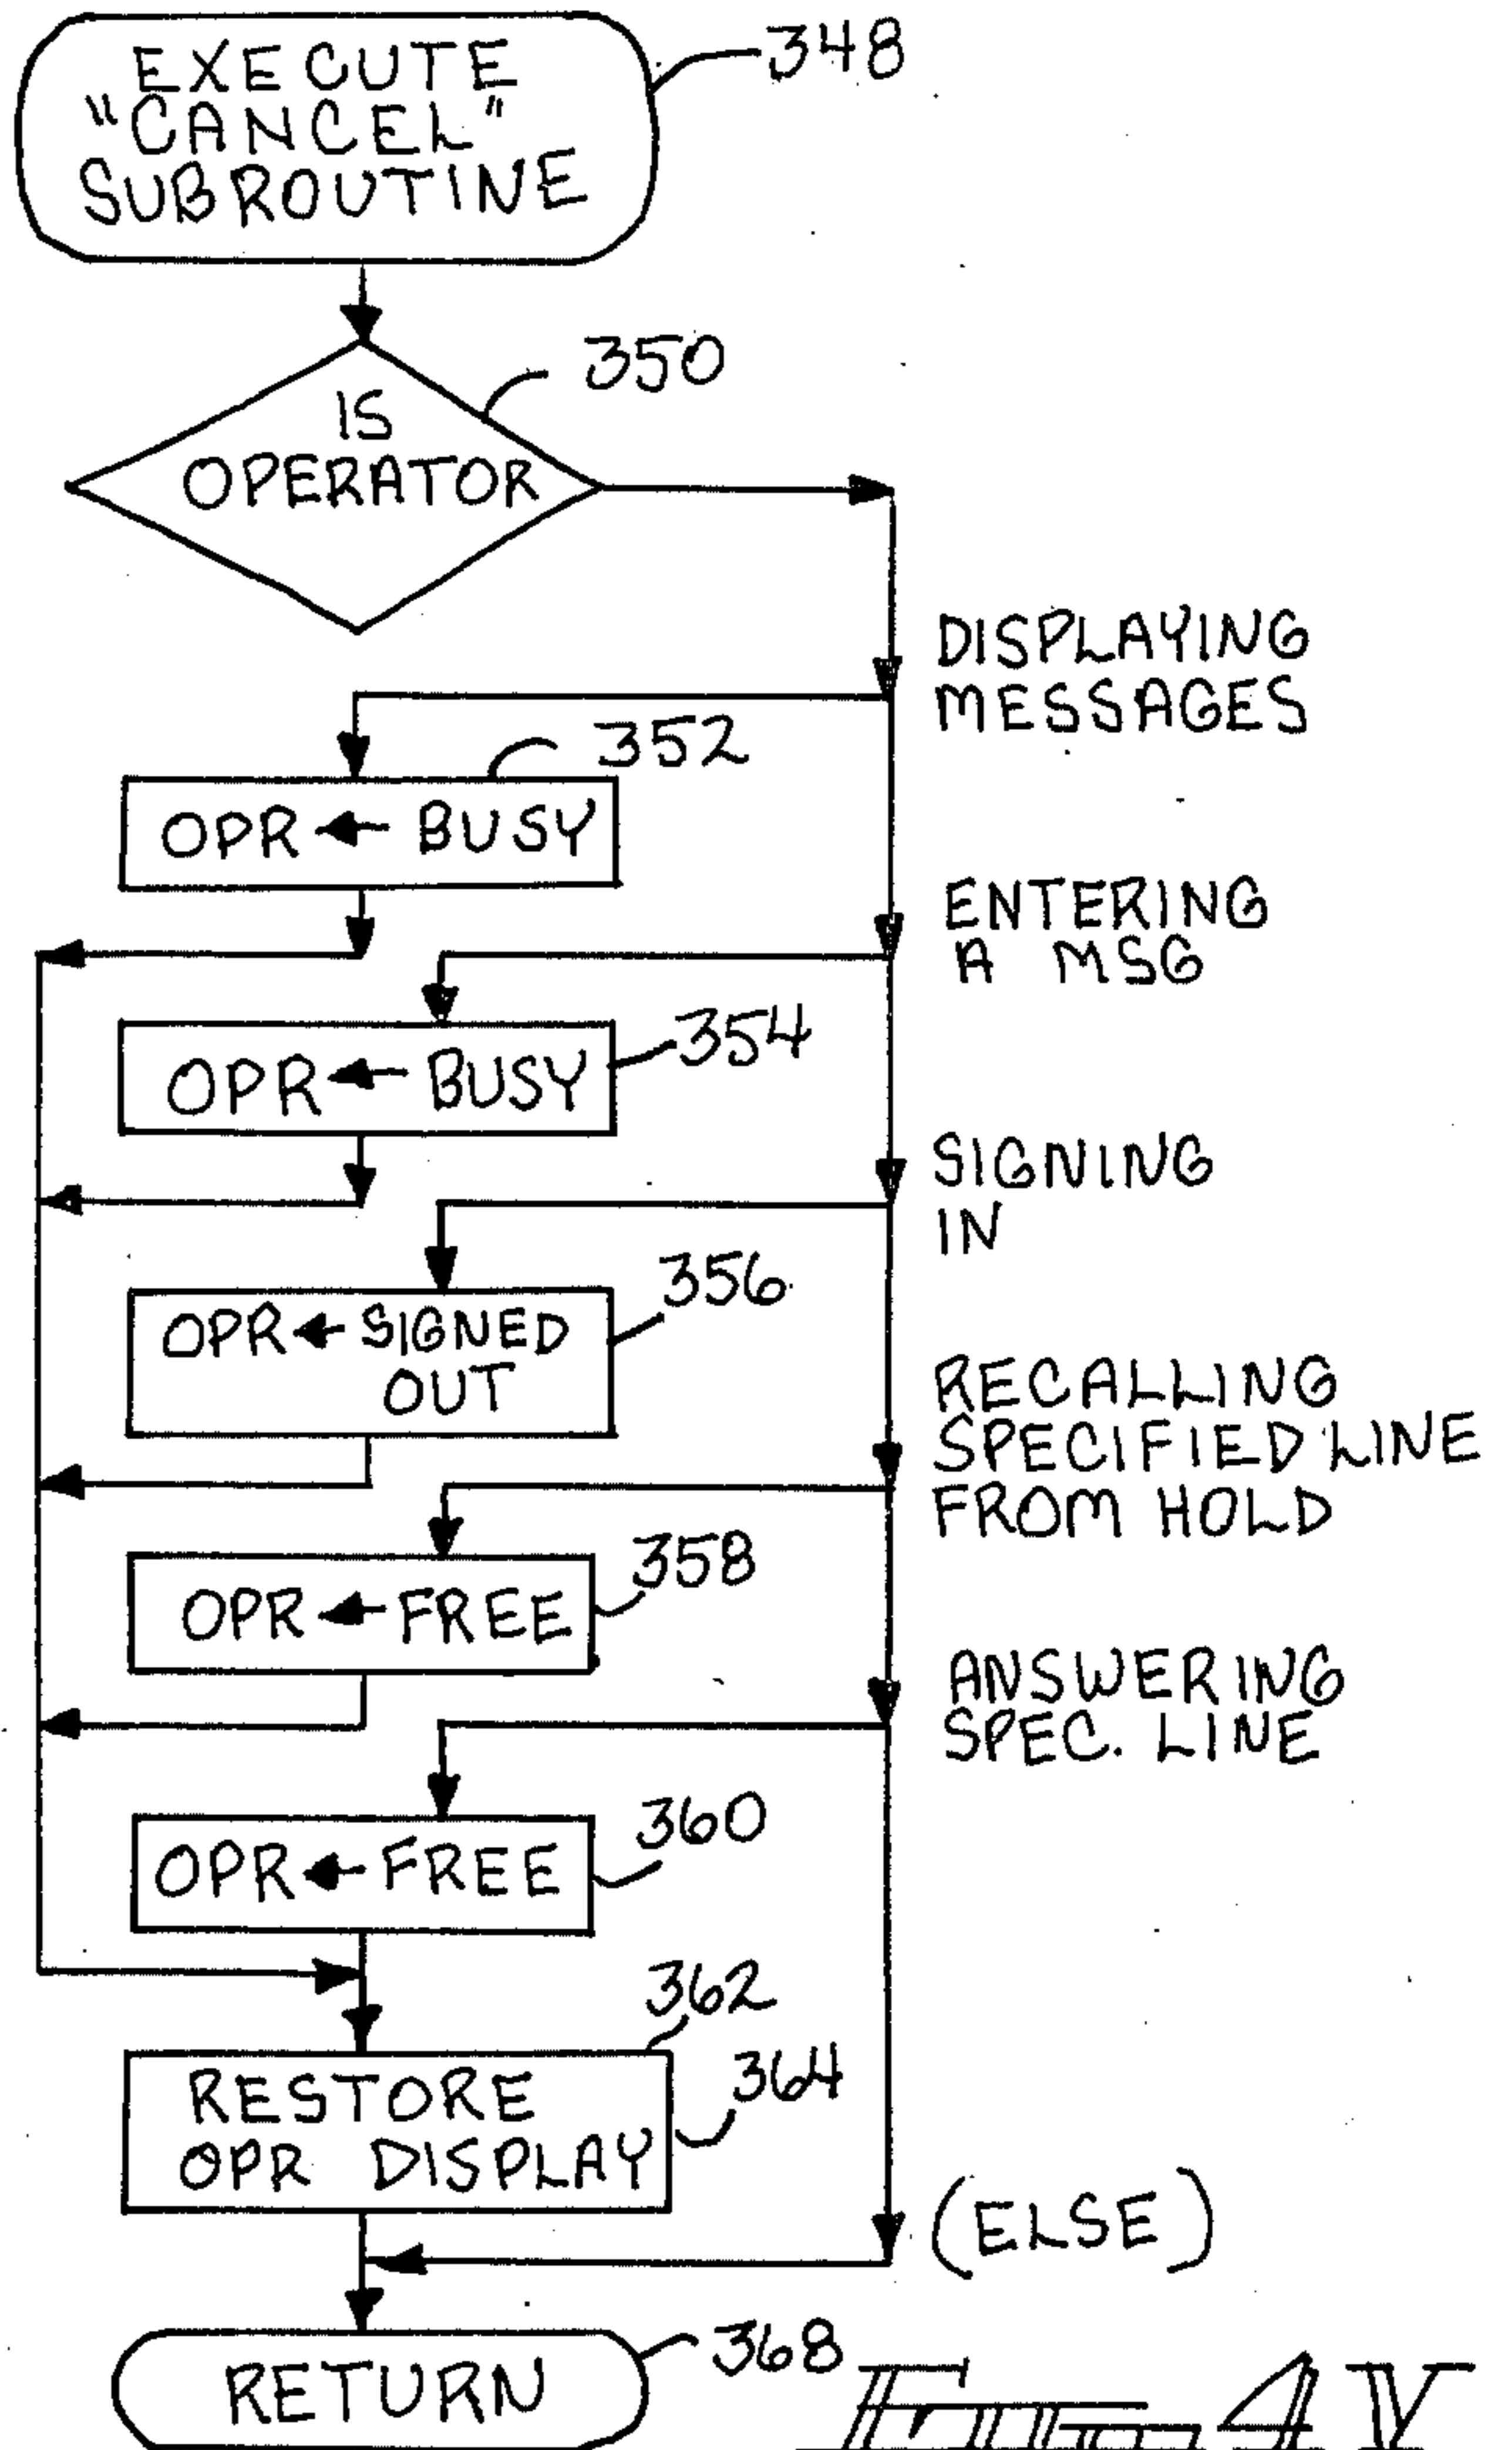 EXECUTE
"CANCEL"
SUBROUTINE
348
IS
OPERATOR
350
DISPLAYING
MESSAGES
352
OPR ← BUSY
ENTERING
A MSG
354
OPR ← BUSY
SIGNING
IN
356
OPR ← SIGNED
OUT
RECALLING
SPECIFIED LINE
FROM HOLD
358
OPR ← FREE
ANSWERING
SPEC. LINE
360
OPR ← FREE
362
364
RESTORE
OPR DISPLAY
(ELSE)
368
RETURN